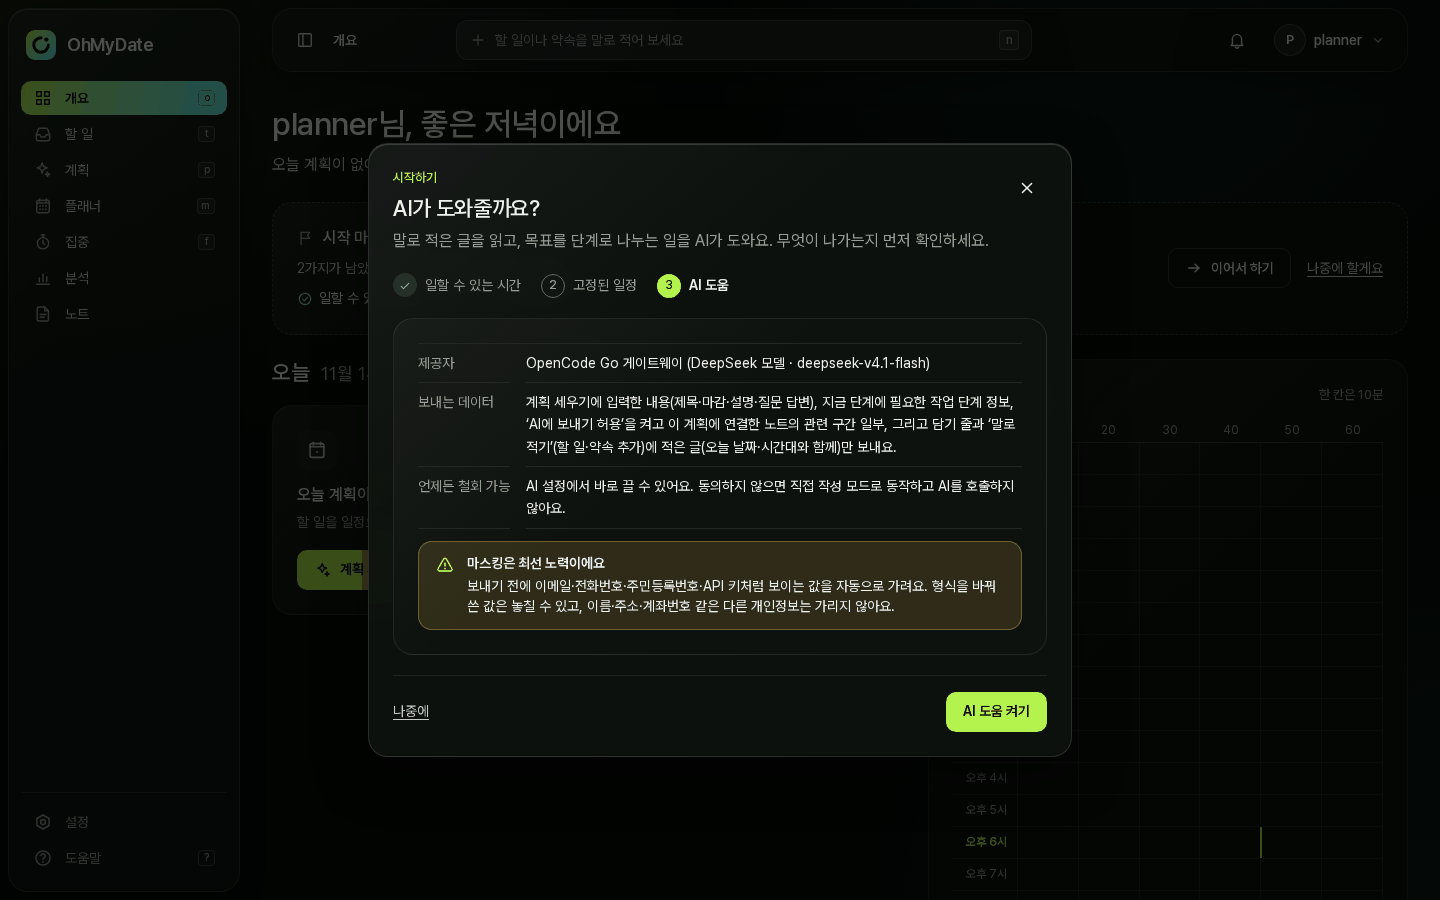 OhMyDate
개요
o
할 일
t
계획
p
플래너
m
집중
f
분석
노트
설정
도움말
?
개요
할 일이나 약속을 말로 적어 보세요
n
P
planner
planner님, 좋은 저녁이에요
오늘 계획이 없
시작 마
2가지가 남았
일할 수 있
이어서 하기
나중에 할게요
오늘 11월 1
오늘 계획이
할 일을 일정
계획
한 칸은 10분
20 30 40 50 60
오후 4시
오후 5시
오후 6시
오후 7시
시작하기
AI가 도와줄까요?
말로 적은 글을 읽고, 목표를 단계로 나누는 일을 AI가 도와요. 무엇이 나가는지 먼저 확인하세요.
일할 수 있는 시간
2 고정된 일정
3 AI 도움
제공자
OpenCode Go 게이트웨이 (DeepSeek 모델 · deepseek-v4.1-flash)
보내는 데이터
계획 세우기에 입력한 내용(제목·마감·설명·질문 답변), 지금 단계에 필요한 작업 단계 정보,
‘AI에 보내기 허용’을 켜고 이 계획에 연결한 노트의 관련 구간 일부, 그리고 담기 줄과 ‘말로
적기’(할 일·약속 추가)에 적은 글(오늘 날짜·시간대와 함께)만 보내요.
언제든 철회 가능
AI 설정에서 바로 끌 수 있어요. 동의하지 않으면 직접 작성 모드로 동작하고 AI를 호출하지
않아요.
마스킹은 최선 노력이에요
보내기 전에 이메일·전화번호·주민등록번호·API 키처럼 보이는 값을 자동으로 가려요. 형식을 바꿔
쓴 값은 놓칠 수 있고, 이름·주소·계좌번호 같은 다른 개인정보는 가리지 않아요.
나중에
AI 도움 켜기